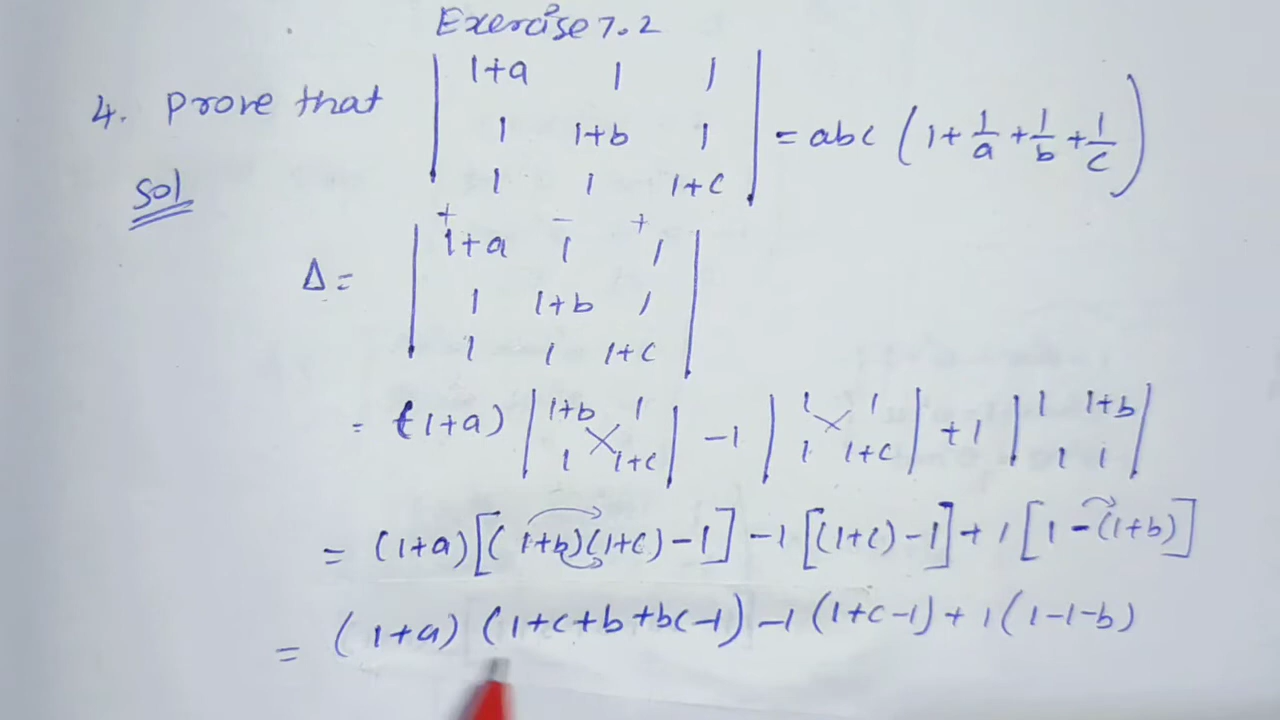 Exercise 7.2
4. Prove that | 1+a 1 1 |
| 1 1+b 1 | = abc (1 + 1/a + 1/b + 1/c)
| 1 1 1+c |
Sol
+ - +
Δ = | 1+a 1 1 |
| 1 1+b 1 |
| 1 1 1+c |
= (1+a) | 1+b 1 | -1 | 1 1 | +1 | 1 1+b |
| 1 1+c | | 1 1+c | | 1 1 |
= (1+a) [(1+b)(1+c) -1] -1 [(1+c) -1] + 1 [1 - (1+b)]
= (1+a) (1+c+b+bc-1) -1 (1+c-1) + 1 (1-1-b)